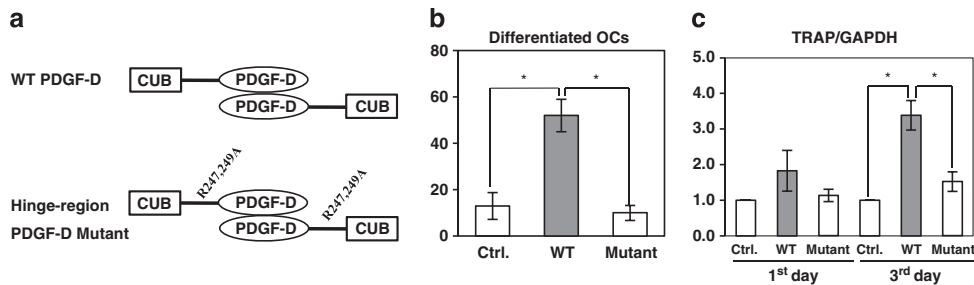 a
WT PDGF-D
CUB
PDGF-D
PDGF-D
CUB
R247,249A
R247,249A
Hinge-region
PDGF-D Mutant
CUB
PDGF-D
PDGF-D
CUB
b
Differentiated OCs
80
60
40
20
0
* *
Ctrl. WT Mutant
c
TRAP/GAPDH
5.0
4.0
3.0
2.0
1.0
0.0
* *
Ctrl. WT Mutant Ctrl. WT Mutant
1st day 3rd day